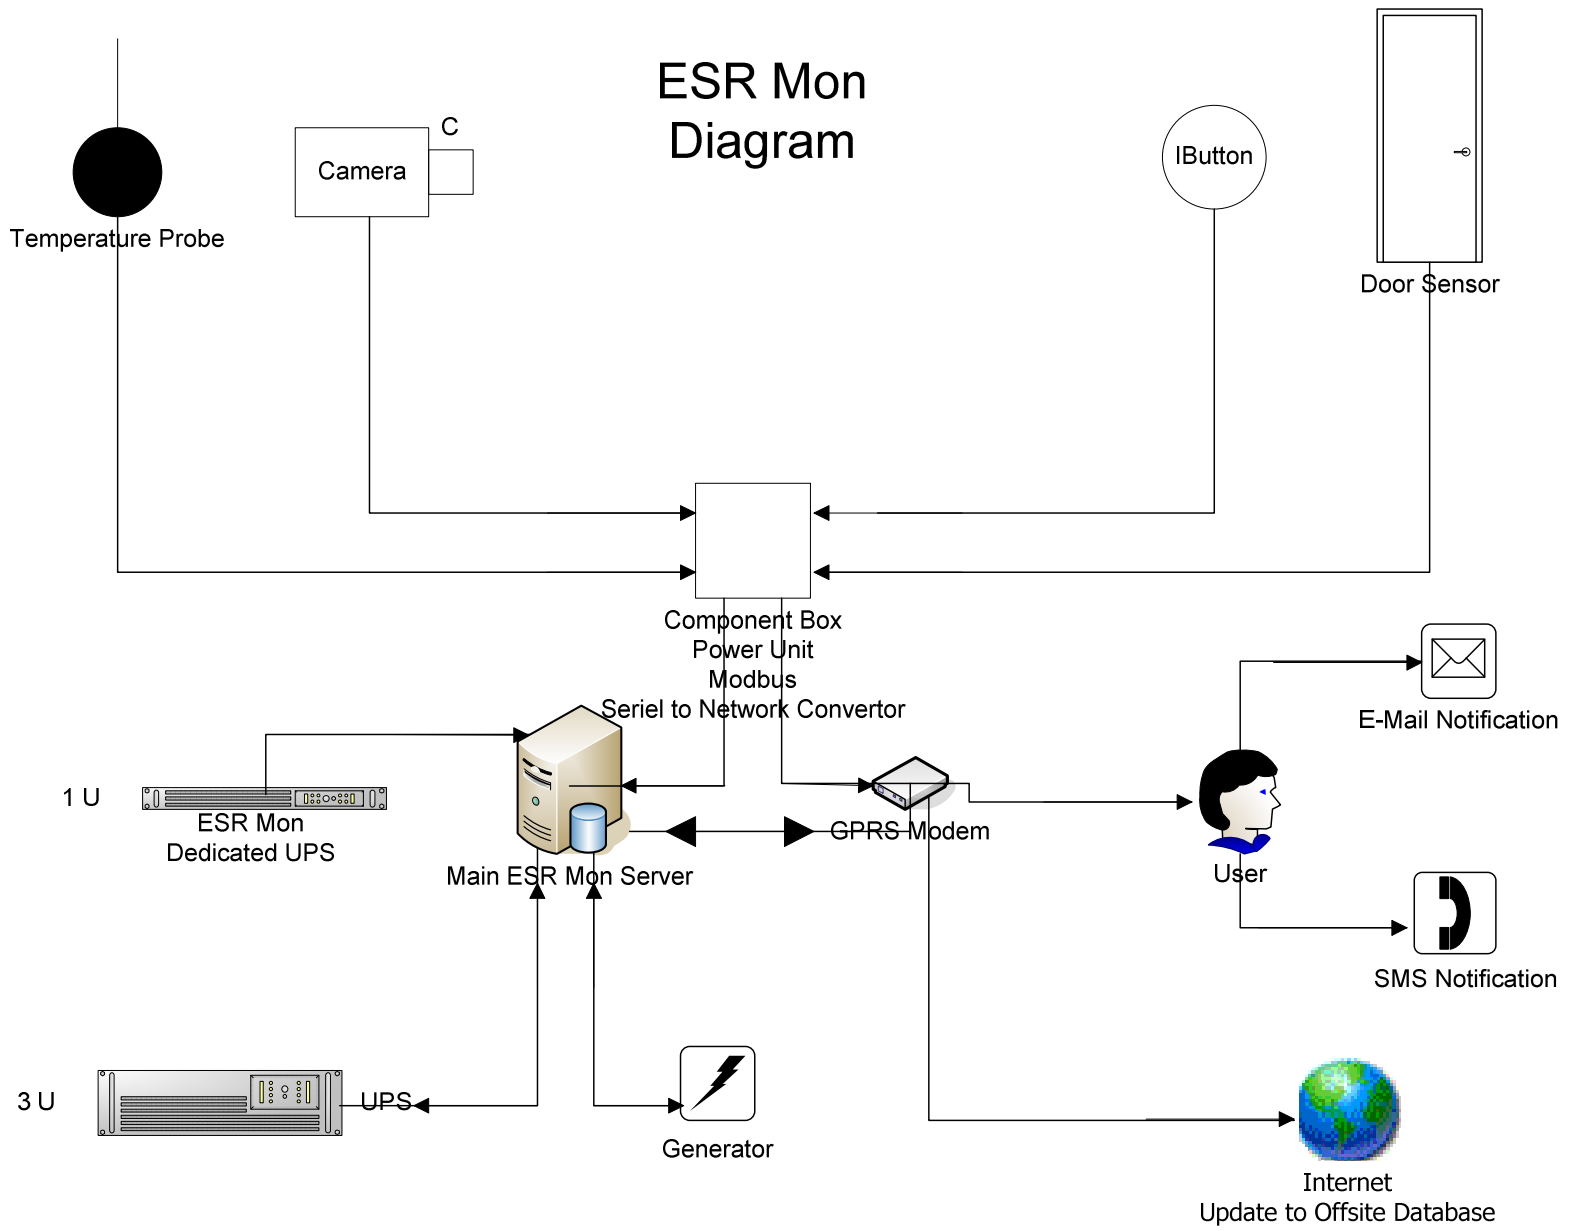 ESR Mon
Diagram
C
Camera
IButton
Temperature Probe
Door Sensor
Component Box
Power Unit
Modbus
Seriel to Network Convertor
E-Mail Notification
1 U
ESR Mon
Dedicated UPS
GPRS Modem
Main ESR Mon Server
User
SMS Notification
3 U
UPS
Generator
Internet
Update to Offsite Database